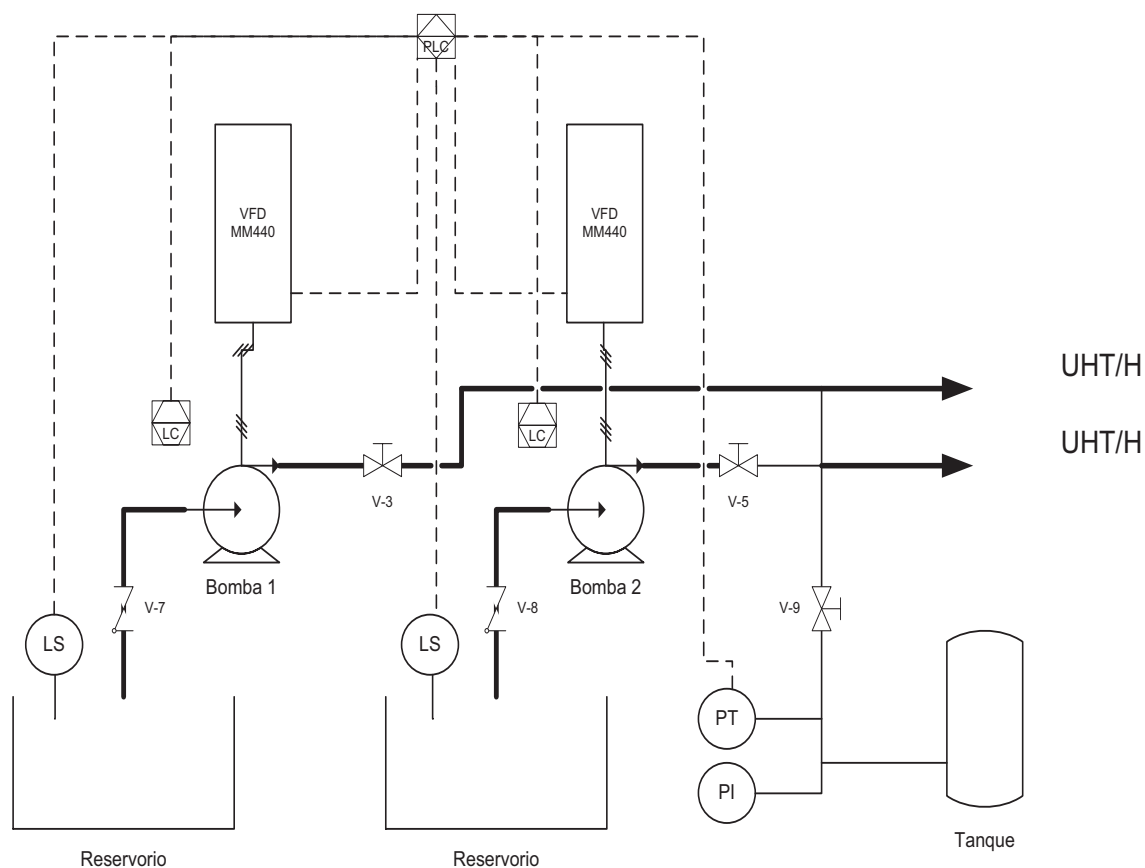 PLC
VFD
MM440
VFD
MM440
UHT/H
LC
LC
UHT/H
V-3
V-5
Bomba 1
Bomba 2
V-7
V-8
V-9
LS
LS
PT
PI
Tanque
Reservorio
Reservorio